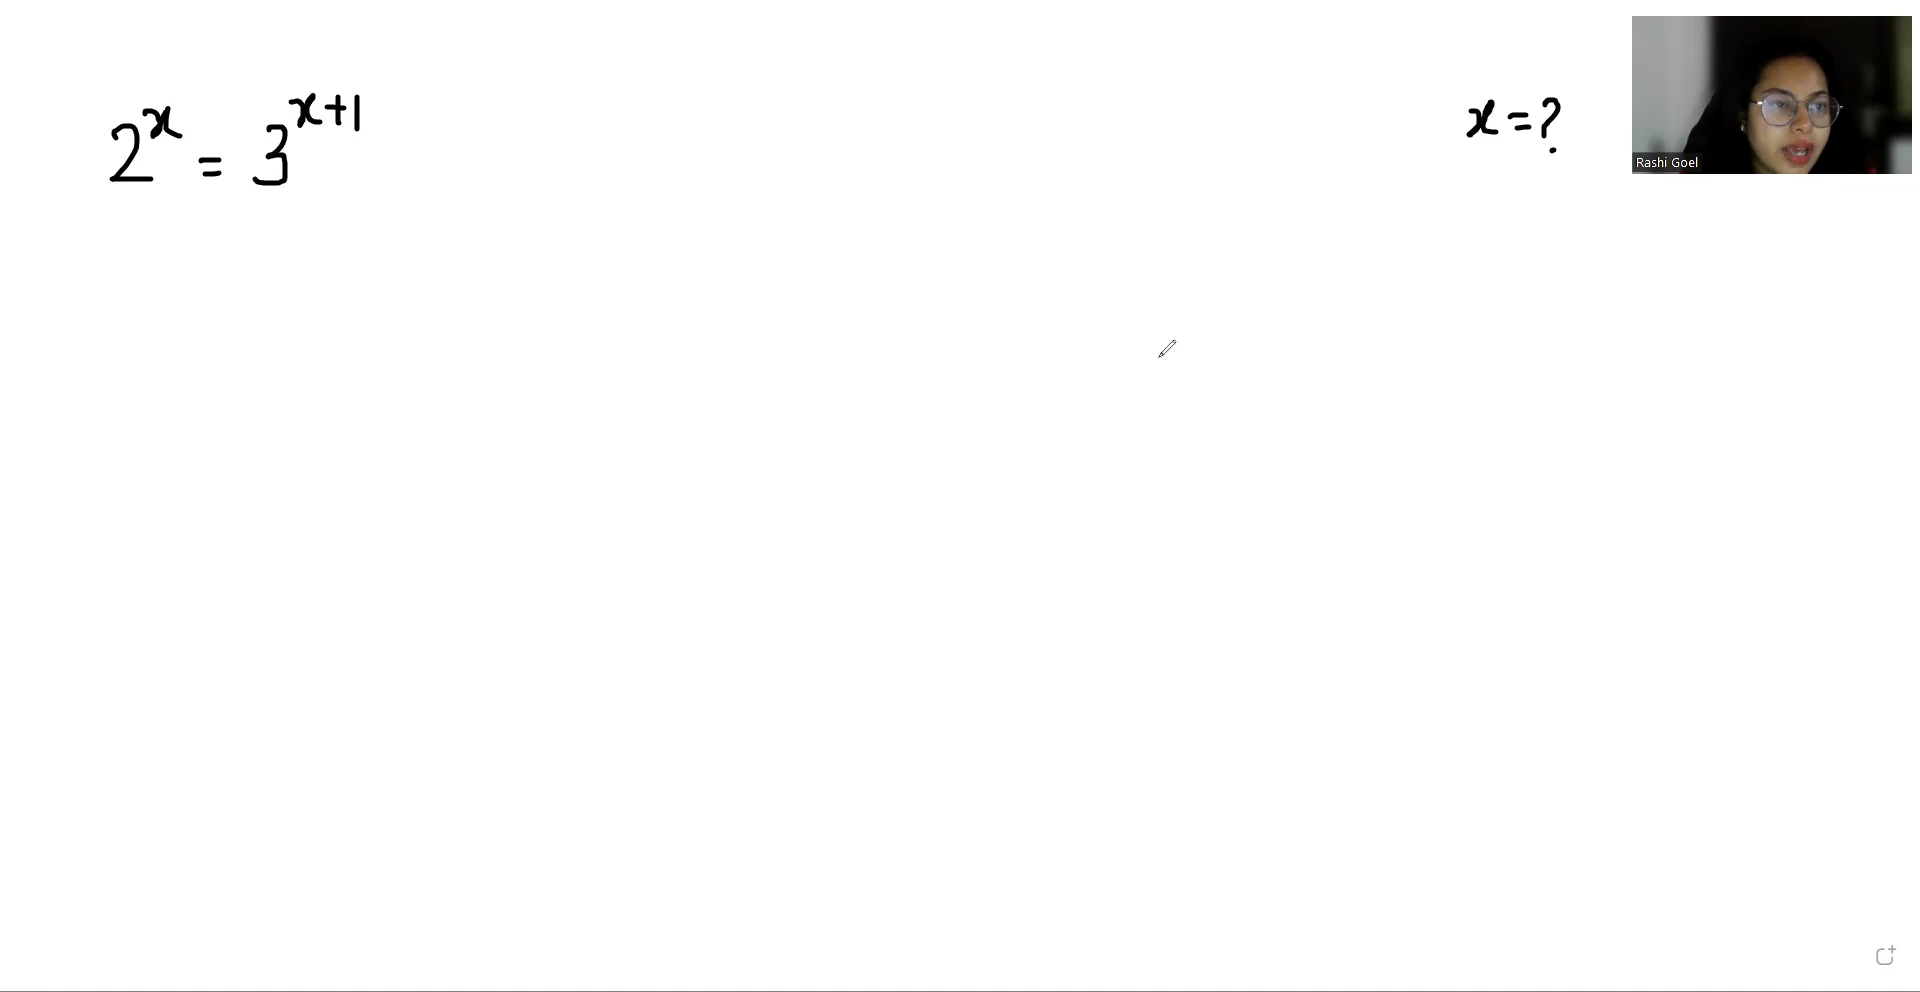 2^x = 3^{x+1}
x = ?
Rashi Goel